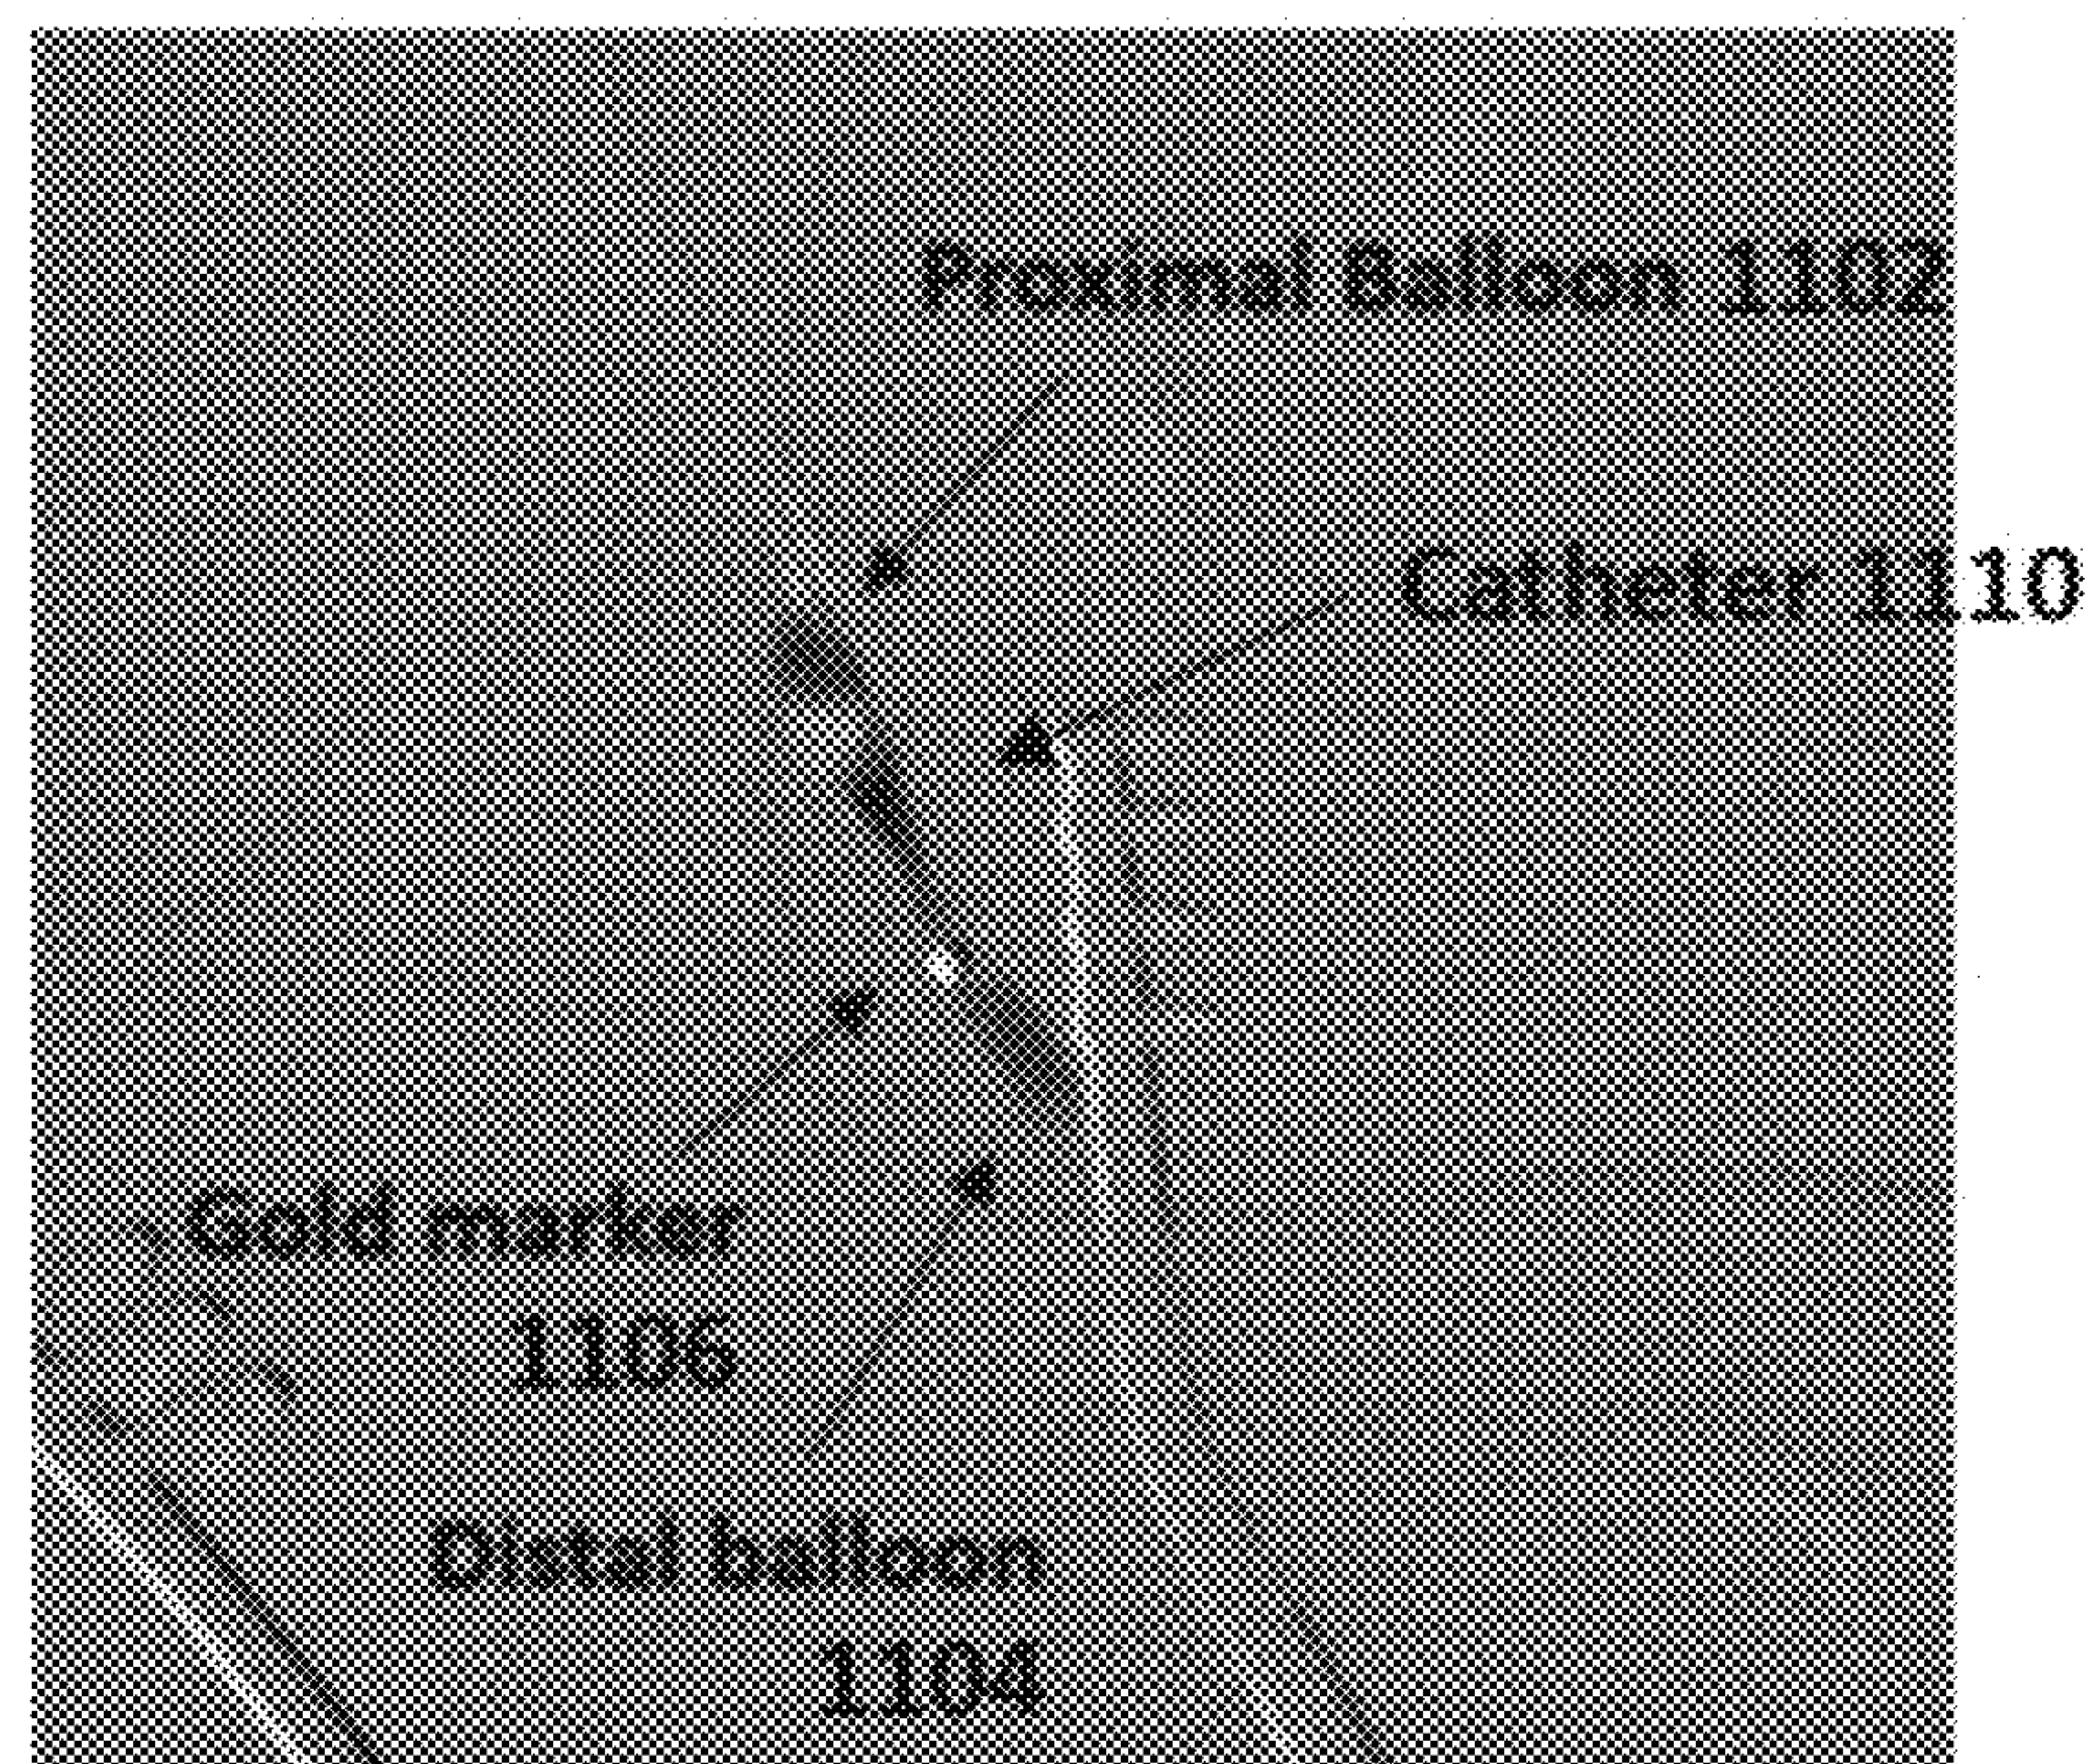 Proximal Balloon 1102
Catheter 1110
Gold marker
1106
Distal balloon
1104